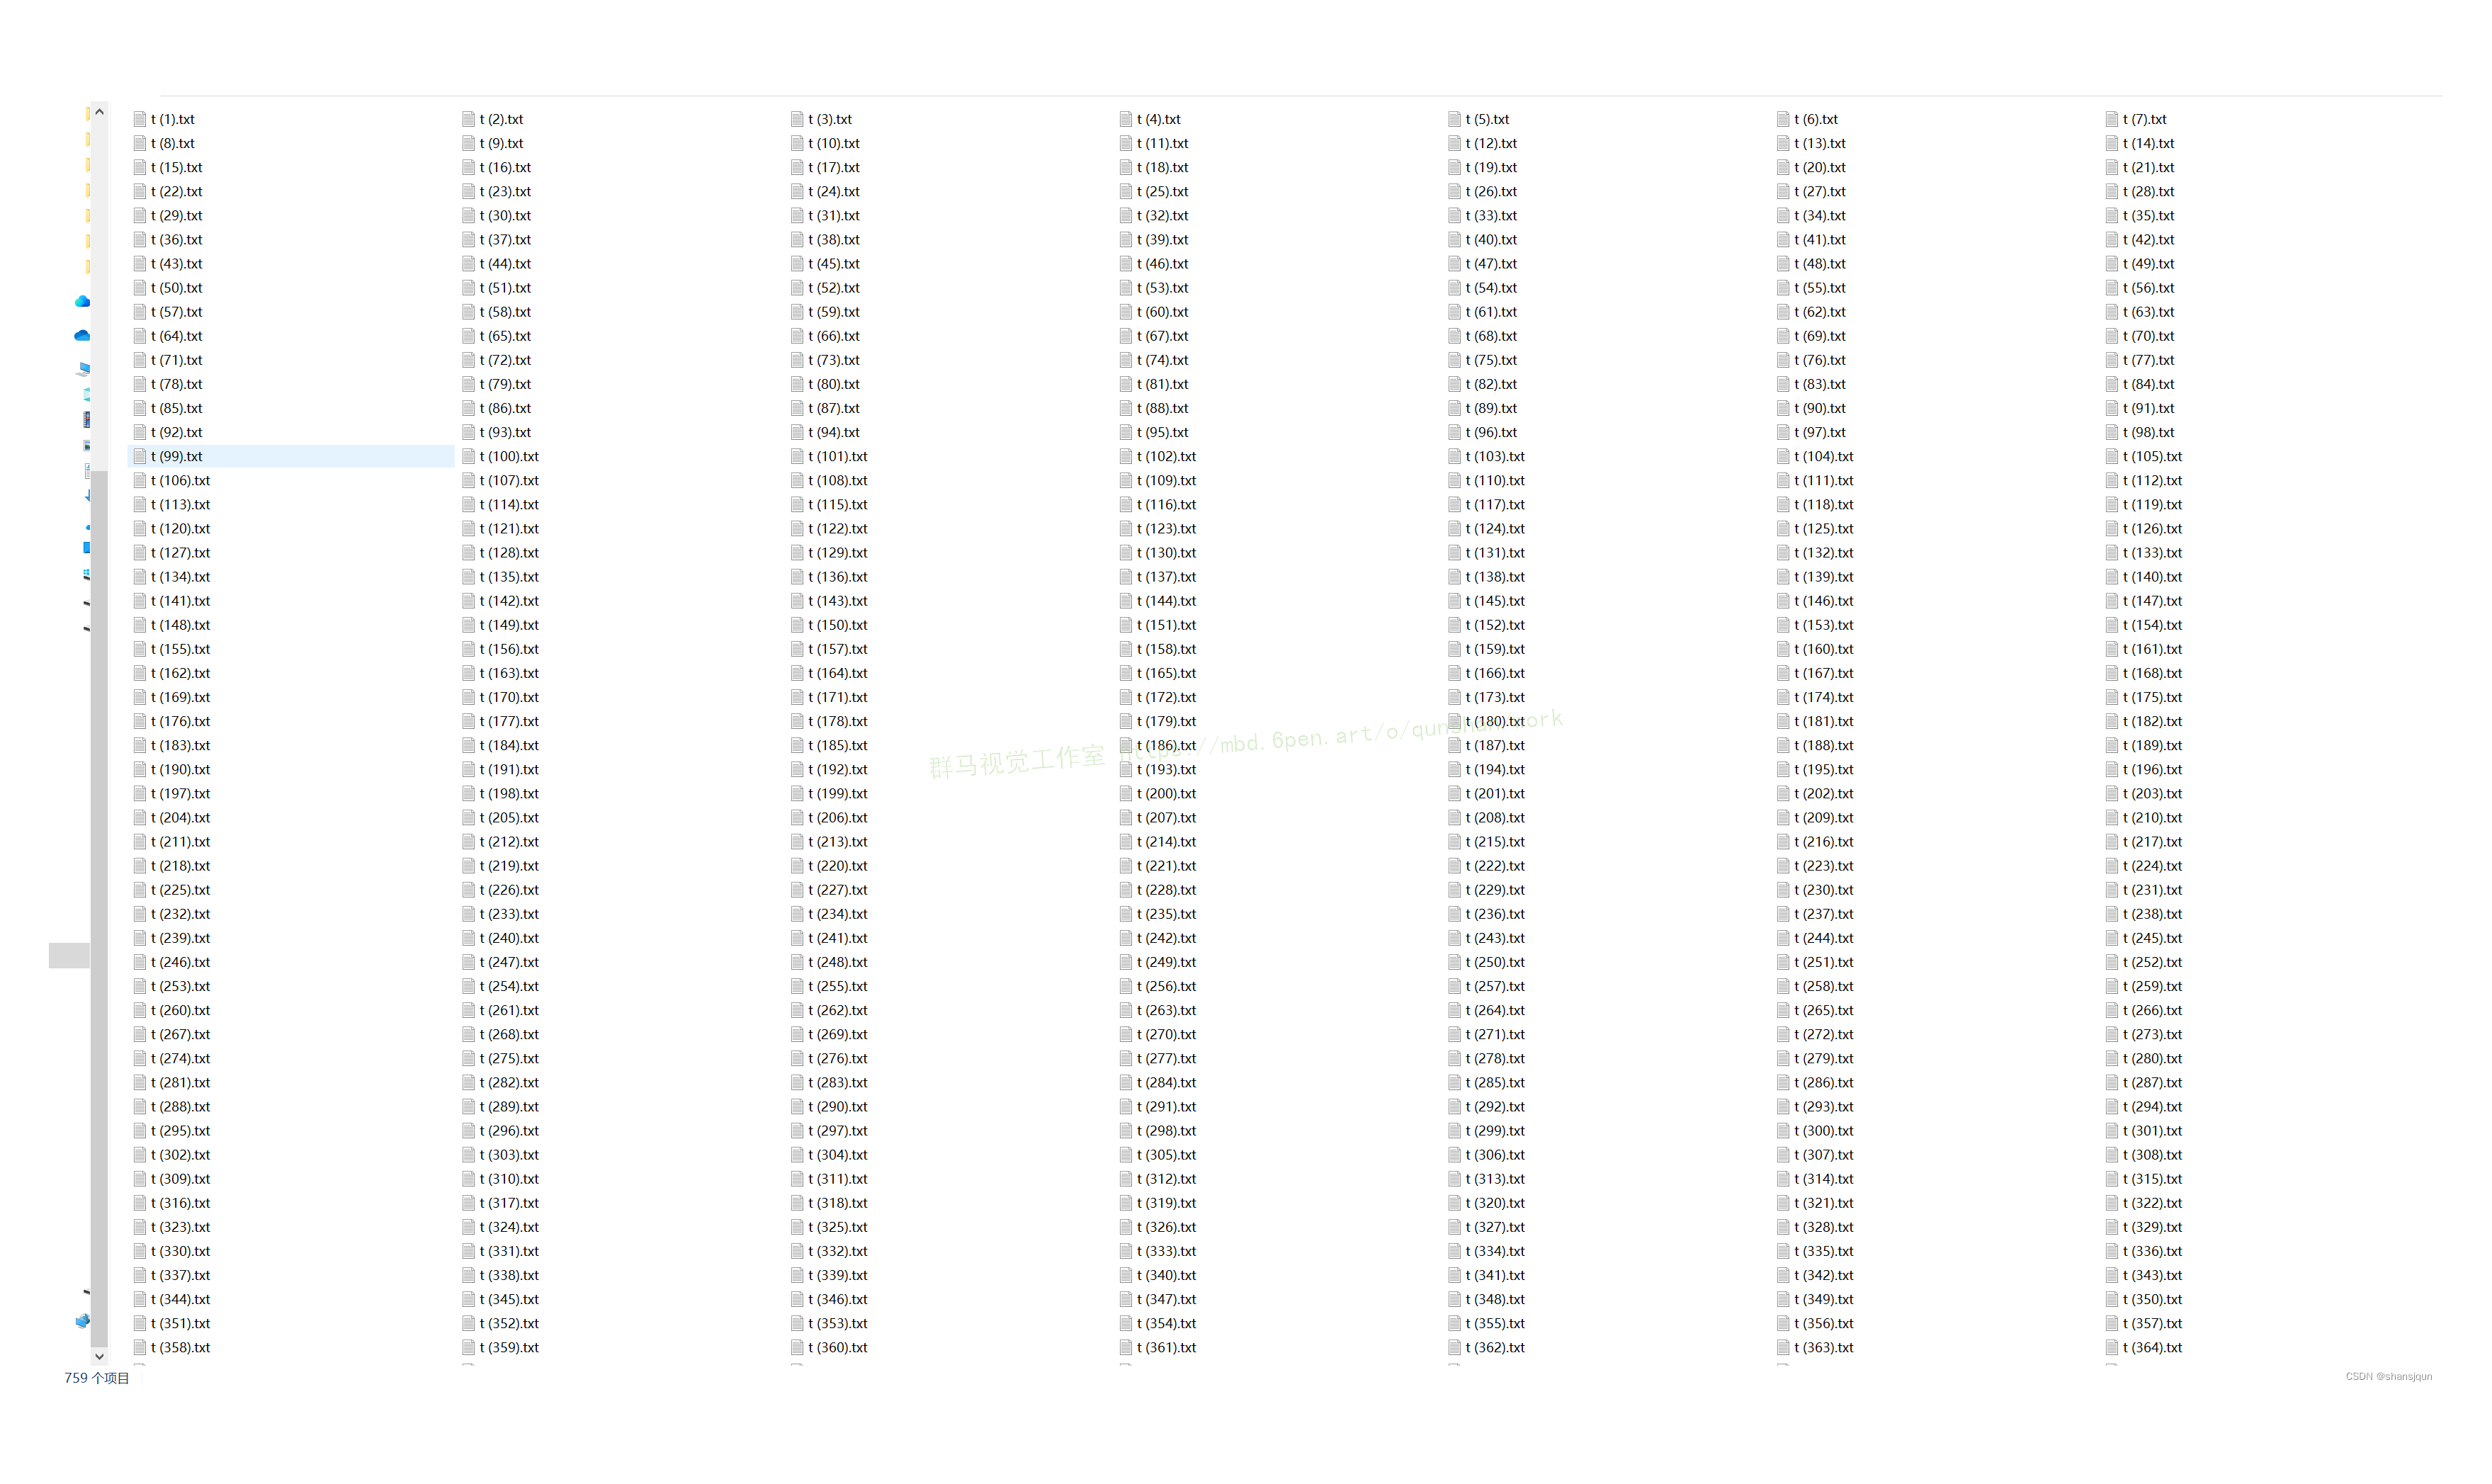 t (1).txt t (2).txt t (3).txt t (4).txt t (5).txt t (6).txt t (7).txt
t (8).txt t (9).txt t (10).txt t (11).txt t (12).txt t (13).txt t (14).txt
t (15).txt t (16).txt t (17).txt t (18).txt t (19).txt t (20).txt t (21).txt
t (22).txt t (23).txt t (24).txt t (25).txt t (26).txt t (27).txt t (28).txt
t (29).txt t (30).txt t (31).txt t (32).txt t (33).txt t (34).txt t (35).txt
t (36).txt t (37).txt t (38).txt t (39).txt t (40).txt t (41).txt t (42).txt
t (43).txt t (44).txt t (45).txt t (46).txt t (47).txt t (48).txt t (49).txt
t (50).txt t (51).txt t (52).txt t (53).txt t (54).txt t (55).txt t (56).txt
t (57).txt t (58).txt t (59).txt t (60).txt t (61).txt t (62).txt t (63).txt
t (64).txt t (65).txt t (66).txt t (67).txt t (68).txt t (69).txt t (70).txt
t (71).txt t (72).txt t (73).txt t (74).txt t (75).txt t (76).txt t (77).txt
t (78).txt t (79).txt t (80).txt t (81).txt t (82).txt t (83).txt t (84).txt
t (85).txt t (86).txt t (87).txt t (88).txt t (89).txt t (90).txt t (91).txt
t (92).txt t (93).txt t (94).txt t (95).txt t (96).txt t (97).txt t (98).txt
t (99).txt t (100).txt t (101).txt t (102).txt t (103).txt t (104).txt t (105).txt
t (106).txt t (107).txt t (108).txt t (109).txt t (110).txt t (111).txt t (112).txt
t (113).txt t (114).txt t (115).txt t (116).txt t (117).txt t (118).txt t (119).txt
t (120).txt t (121).txt t (122).txt t (123).txt t (124).txt t (125).txt t (126).txt
t (127).txt t (128).txt t (129).txt t (130).txt t (131).txt t (132).txt t (133).txt
t (134).txt t (135).txt t (136).txt t (137).txt t (138).txt t (139).txt t (140).txt
t (141).txt t (142).txt t (143).txt t (144).txt t (145).txt t (146).txt t (147).txt
t (148).txt t (149).txt t (150).txt t (151).txt t (152).txt t (153).txt t (154).txt
t (155).txt t (156).txt t (157).txt t (158).txt t (159).txt t (160).txt t (161).txt
t (162).txt t (163).txt t (164).txt t (165).txt t (166).txt t (167).txt t (168).txt
t (169).txt t (170).txt t (171).txt t (172).txt t (173).txt t (174).txt t (175).txt
t (176).txt t (177).txt t (178).txt t (179).txt t (180).txt t (181).txt t (182).txt
t (183).txt t (184).txt t (185).txt t (186).txt t (187).txt t (188).txt t (189).txt
群马视觉工作室
t (190).txt t (191).txt t (192).txt t (193).txt t (194).txt t (195).txt t (196).txt
t (197).txt t (198).txt t (199).txt t (200).txt t (201).txt t (202).txt t (203).txt
t (204).txt t (205).txt t (206).txt t (207).txt t (208).txt t (209).txt t (210).txt
t (211).txt t (212).txt t (213).txt t (214).txt t (215).txt t (216).txt t (217).txt
t (218).txt t (219).txt t (220).txt t (221).txt t (222).txt t (223).txt t (224).txt
t (225).txt t (226).txt t (227).txt t (228).txt t (229).txt t (230).txt t (231).txt
t (232).txt t (233).txt t (234).txt t (235).txt t (236).txt t (237).txt t (238).txt
t (239).txt t (240).txt t (241).txt t (242).txt t (243).txt t (244).txt t (245).txt
t (246).txt t (247).txt t (248).txt t (249).txt t (250).txt t (251).txt t (252).txt
t (253).txt t (254).txt t (255).txt t (256).txt t (257).txt t (258).txt t (259).txt
t (260).txt t (261).txt t (262).txt t (263).txt t (264).txt t (265).txt t (266).txt
t (267).txt t (268).txt t (269).txt t (270).txt t (271).txt t (272).txt t (273).txt
t (274).txt t (275).txt t (276).txt t (277).txt t (278).txt t (279).txt t (280).txt
t (281).txt t (282).txt t (283).txt t (284).txt t (285).txt t (286).txt t (287).txt
t (288).txt t (289).txt t (290).txt t (291).txt t (292).txt t (293).txt t (294).txt
t (295).txt t (296).txt t (297).txt t (298).txt t (299).txt t (300).txt t (301).txt
t (302).txt t (303).txt t (304).txt t (305).txt t (306).txt t (307).txt t (308).txt
t (309).txt t (310).txt t (311).txt t (312).txt t (313).txt t (314).txt t (315).txt
t (316).txt t (317).txt t (318).txt t (319).txt t (320).txt t (321).txt t (322).txt
t (323).txt t (324).txt t (325).txt t (326).txt t (327).txt t (328).txt t (329).txt
t (330).txt t (331).txt t (332).txt t (333).txt t (334).txt t (335).txt t (336).txt
t (337).txt t (338).txt t (339).txt t (340).txt t (341).txt t (342).txt t (343).txt
t (344).txt t (345).txt t (346).txt t (347).txt t (348).txt t (349).txt t (350).txt
t (351).txt t (352).txt t (353).txt t (354).txt t (355).txt t (356).txt t (357).txt
t (358).txt t (359).txt t (360).txt t (361).txt t (362).txt t (363).txt t (364).txt
759 个项目
CSDN @shansjqun